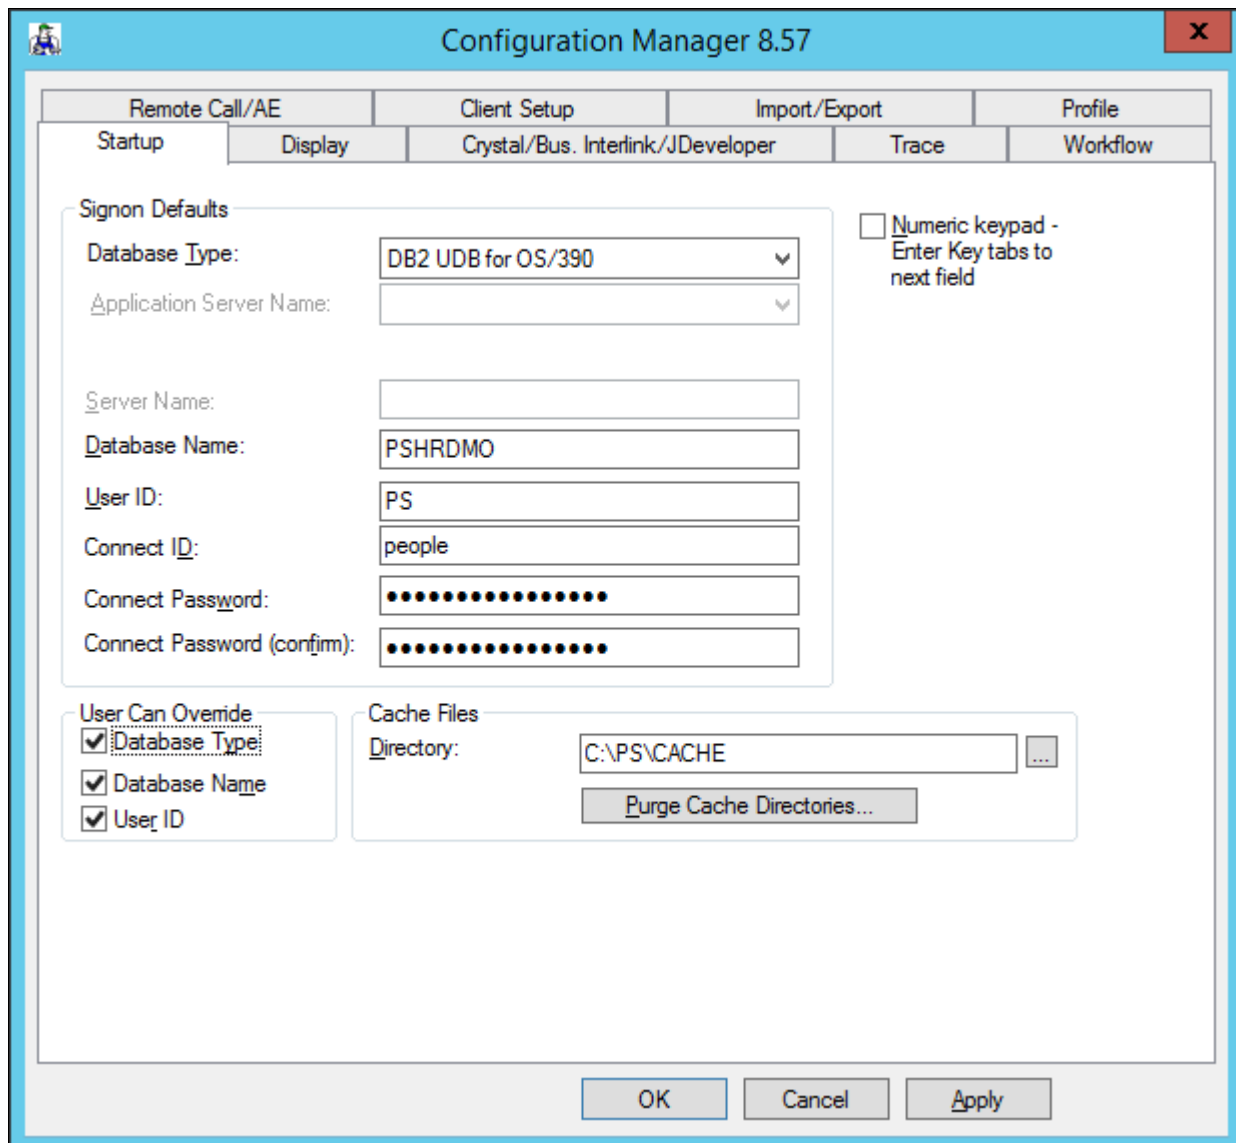 Configuration Manager 8.57
x
Remote Call/AE
Client Setup
Import/Export
Profile
Startup
Display
Crystal/Bus. Interlink/JDeveloper
Trace
Workflow
Signon Defaults
Database Type:
DB2 UDB for OS/390
Application Server Name:
Server Name:
Database Name:
PSHRDMO
User ID:
PS
Connect ID:
people
Connect Password:
●●●●●●●●●●●●●●●●
Connect Password (confirm):
●●●●●●●●●●●●●●●●
Numeric keypad -
Enter Key tabs to
next field
User Can Override
Database Type
Database Name
User ID
Cache Files
Directory:
C:\PS\CACHE
...
Purge Cache Directories...
OK
Cancel
Apply